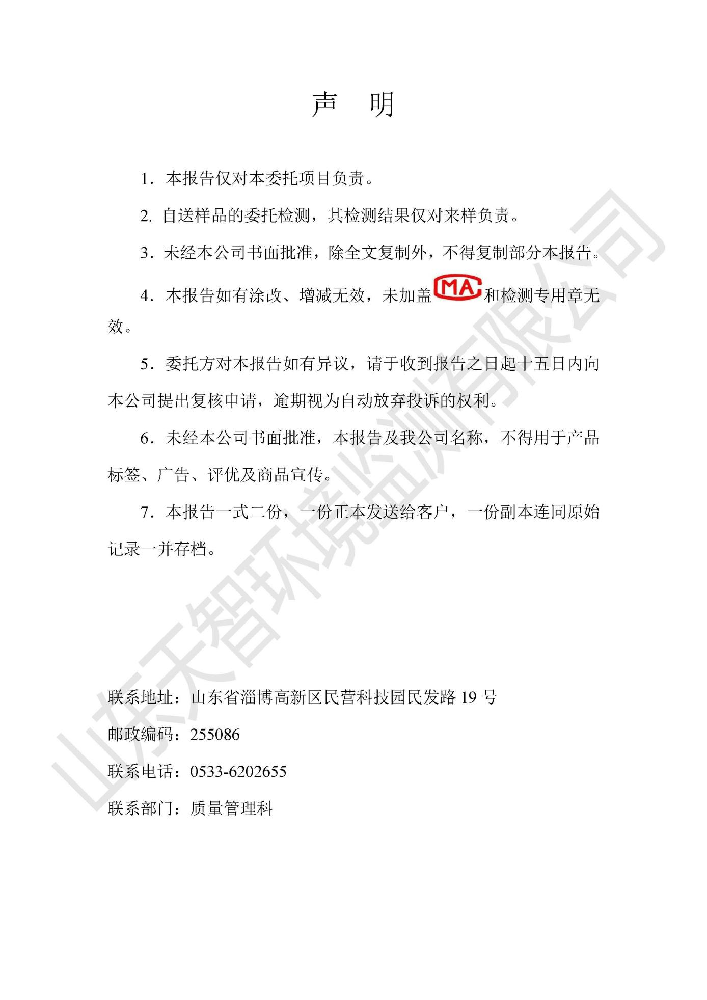 声 明
1．本报告仅对本委托项目负责。
2. 自送样品的委托检测，其检测结果仅对来样负责。
3．未经本公司书面批准，除全文复制外，不得复制部分本报告。
4．本报告如有涂改、增减无效，未加盖MA和检测专用章无
效。
5．委托方对本报告如有异议，请于收到报告之日起十五日内向
本公司提出复核申请，逾期视为自动放弃投诉的权利。
6．未经本公司书面批准，本报告及我公司名称，不得用于产品
标签、广告、评优及商品宣传。
7．本报告一式二份，一份正本发送给客户，一份副本连同原始
记录一并存档。
联系地址：山东省淄博高新区民营科技园民发路 19 号
邮政编码：255086
联系电话：0533-6202655
联系部门：质量管理科
山东天智环境监测有限公司